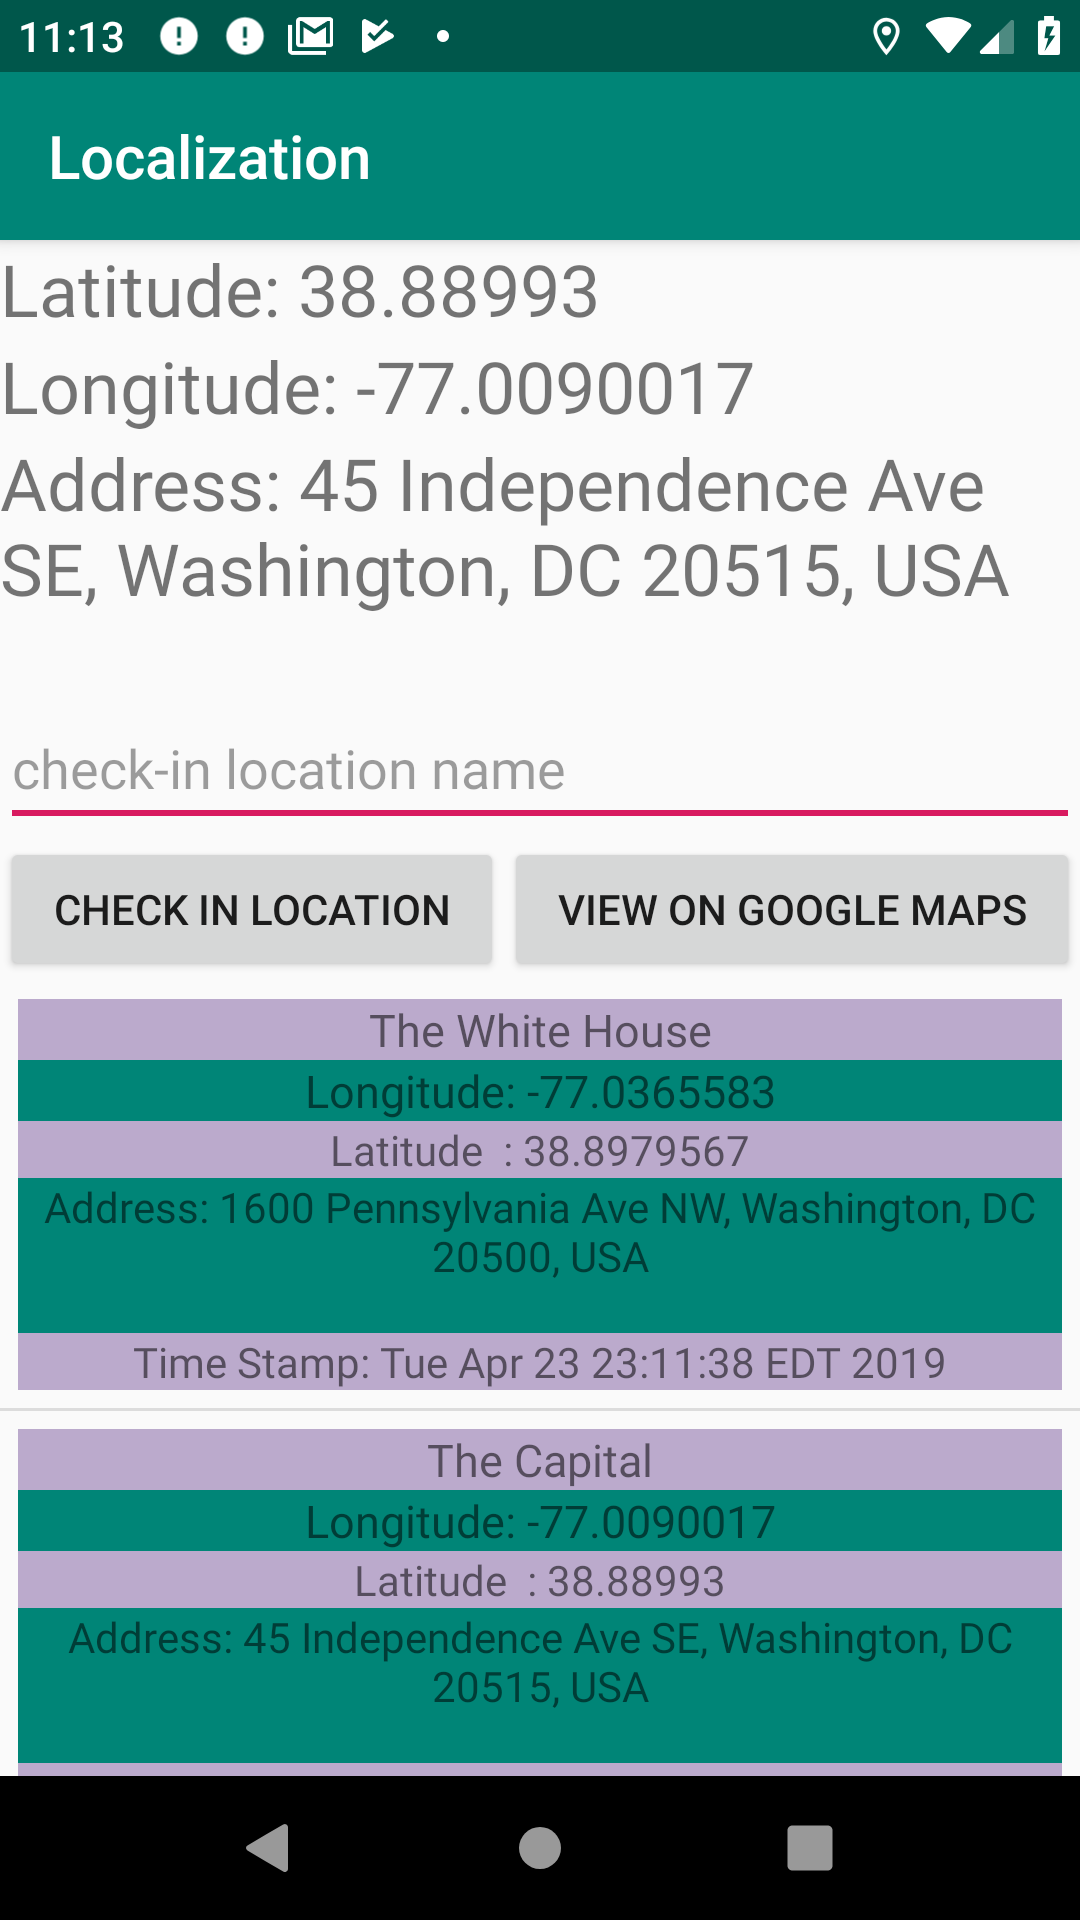 11:13
Localization
Latitude: 38.88993
Longitude: -77.0090017
Address: 45 Independence Ave
SE, Washington, DC 20515, USA
check-in location name
CHECK IN LOCATION
VIEW ON GOOGLE MAPS
The White House
Longitude: -77.0365583
Latitude  : 38.8979567
Address: 1600 Pennsylvania Ave NW, Washington, DC
20500, USA
Time Stamp: Tue Apr 23 23:11:38 EDT 2019
The Capital
Longitude: -77.0090017
Latitude  : 38.88993
Address: 45 Independence Ave SE, Washington, DC
20515, USA